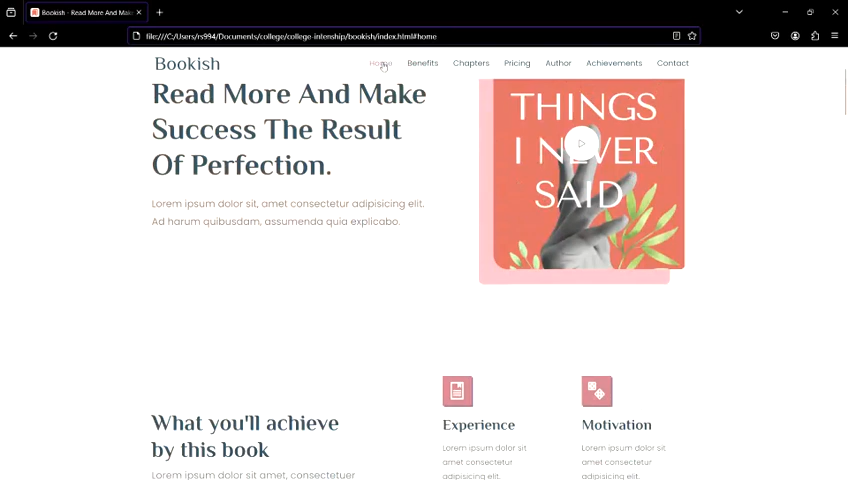 Bookish - Read More And Make
file:///C:/Users/rs994/Documents/college/college-intenship/bookish/index.html#home
Bookish
Home Benefits Chapters Pricing Author Achievements Contact
Read More And Make
Success The Result
Of Perfection.
Lorem ipsum dolor sit, amet consectetur adipisicing elit.
Ad harum quibusdam, assumenda quia explicabo.
THINGS
I NEVER
SAID
What you'll achieve
by this book
Lorem ipsum dolor sit amet, consectetuer
Experience
Lorem ipsum dolor sit
amet consectetur
adipisicing elit.
Motivation
Lorem ipsum dolor sit
amet consectetur
adipisicing elit.